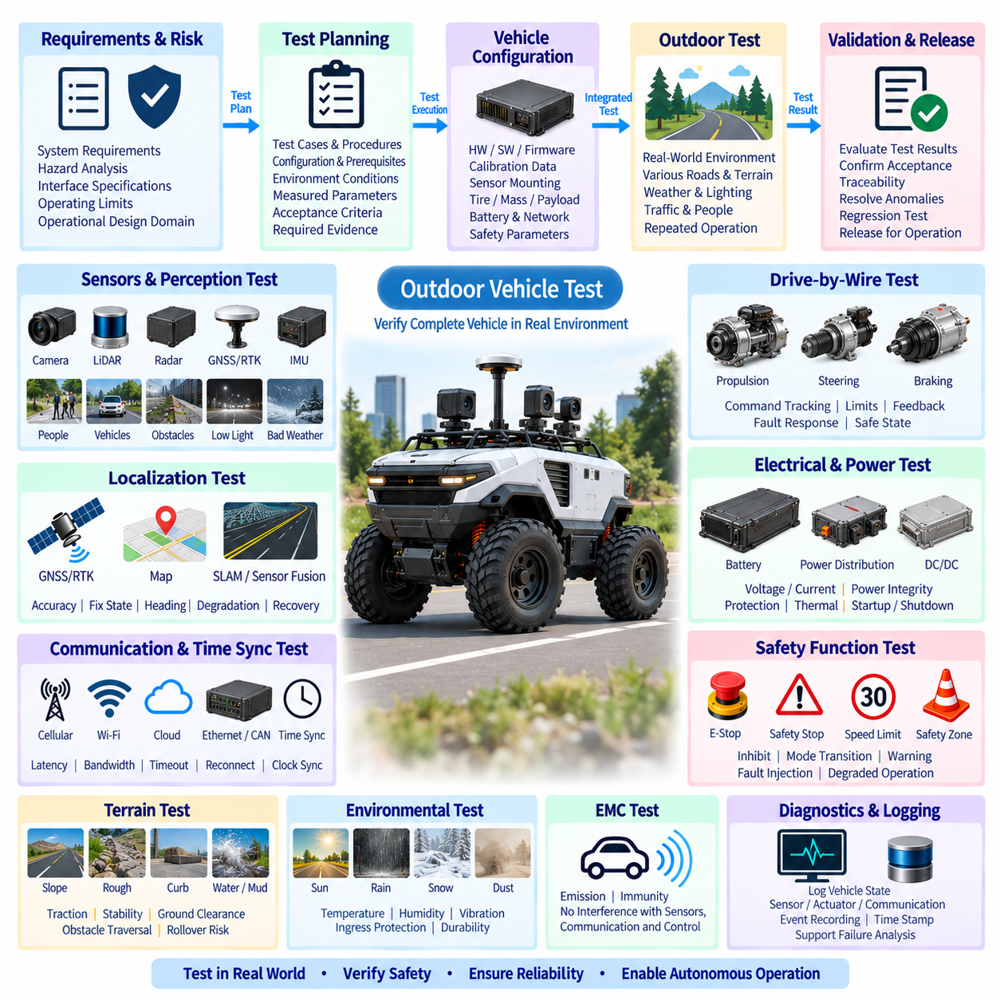 Requirements & Risk
System Requirements
Hazard Analysis
Interface Specifications
Operating Limits
Operational Design Domain
Test
Plan
Test Planning
Test Cases & Procedures
Configuration & Prerequisites
Environment Conditions
Measured Parameters
Acceptance Criteria
Required Evidence
Test
Execution
Vehicle
Configuration
HW / SW / Firmware
Calibration Data
Sensor Mounting
Tire / Mass / Payload
Battery & Network
Safety Parameters
Integrated
Test
Outdoor Test
Real-World Environment
Various Roads & Terrain
Weather & Lighting
Traffic & People
Repeated Operation
Test
Result
Validation & Release
Evaluate Test Results
Confirm Acceptance
Traceability
Resolve Anomalies
Regression Test
Release for Operation
Sensors & Perception Test
Camera
LiDAR
Radar
GNSS/RTK
IMU
People
Vehicles
Obstacles
Low Light
Bad Weather
Outdoor Vehicle Test
Verify Complete Vehicle in Real Environment
Drive-by-Wire Test
Propulsion
Steering
Braking
Command Tracking | Limits | Feedback
Fault Response | Safe State
Localization Test
GNSS/RTK
Map
SLAM / Sensor Fusion
Accuracy | Fix State | Heading | Degradation | Recovery
Electrical & Power Test
Battery
Power Distribution
DC/DC
Voltage / Current | Power Integrity
Protection | Thermal | Startup / Shutdown
Communication & Time Sync Test
Cellular
Wi-Fi
Cloud
Ethernet / CAN
Time Sync
Latency | Bandwidth | Timeout | Reconnect | Clock Sync
Safety Function Test
30
E-Stop
Safety Stop
Speed Limit
Safety Zone
Inhibit | Mode Transition | Warning
Fault Injection | Degraded Operation
Terrain Test
Slope
Rough
Curb
Water / Mud
Traction | Stability | Ground Clearance
Obstacle Traversal | Rollover Risk
Environmental Test
Sun
Rain
Snow
Dust
Temperature | Humidity | Vibration
Ingress Protection | Durability
EMC Test
Emission | Immunity
No Interference with Sensors,
Communication and Control
Diagnostics & Logging
Log Vehicle State
Sensor / Actuator / Communication
Event Recording | Time Stamp
Support Failure Analysis
Test in Real World • Verify Safety • Ensure Reliability • Enable Autonomous Operation